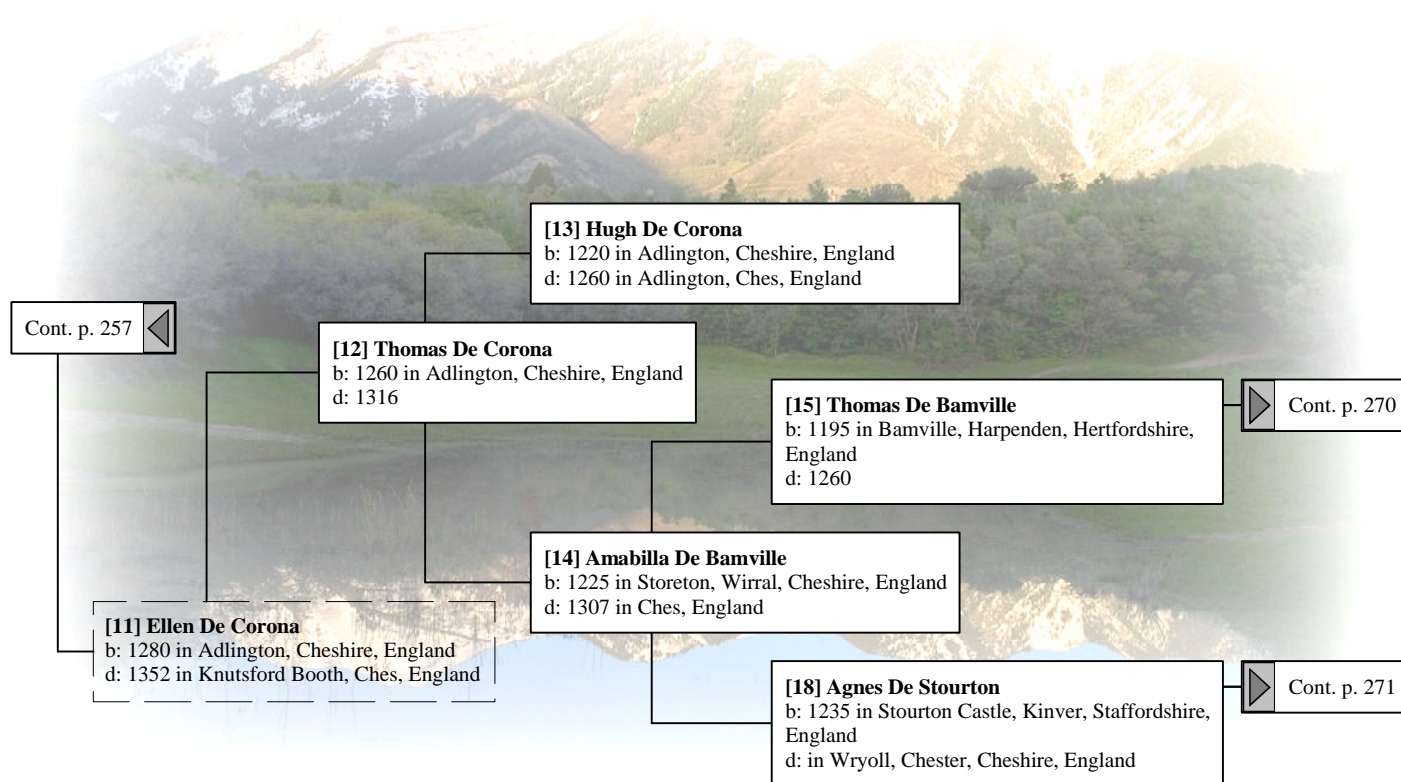 [13] Hugh De Corona
b: 1220 in Adlington, Cheshire, England
d: 1260 in Adlington, Ches, England
Cont. p. 257
[12] Thomas De Corona
b: 1260 in Adlington, Cheshire, England
d: 1316
[15] Thomas De Bamville
b: 1195 in Bamville, Harpenden, Hertfordshire,
England
d: 1260
Cont. p. 270
[14] Amabilla De Bamville
b: 1225 in Storeton, Wirral, Cheshire, England
d: 1307 in Ches, England
[11] Ellen De Corona
b: 1280 in Adlington, Cheshire, England
d: 1352 in Knutsford Booth, Ches, England
[18] Agnes De Stourton
b: 1235 in Stourton Castle, Kinver, Staffordshire,
England
d: in Wryoll, Chester, Cheshire, England
Cont. p. 271